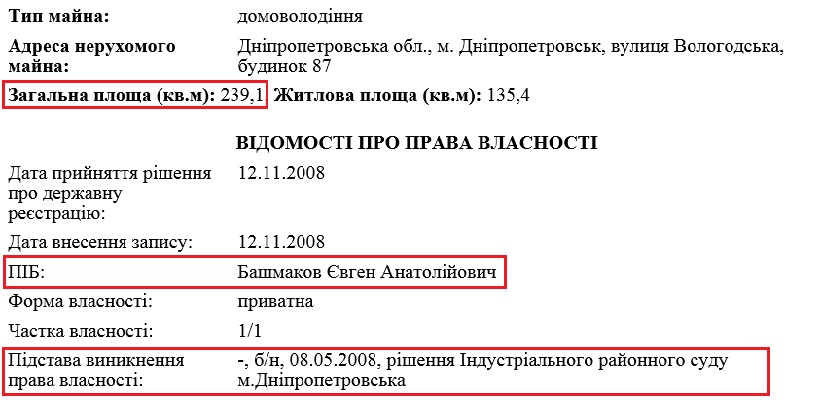 Тип майна: домоволодіння
Адреса нерухомого Дніпропетровська обл., м. Дніпропетровськ, вулиця Вологодська,
майна: будинок 87
Загальна площа (кв.м): 239,1 Житлова площа (кв.м): 135,4
ВІДОМОСТІ ПРО ПРАВА ВЛАСНОСТІ
Дата прийняття рішення 12.11.2008
про державну
реєстрацію:
Дата внесення запису: 12.11.2008
ПІБ: Башмаков Євген Анатолійович
Форма власності: приватна
Частка власності: 1/1
Підстава виникнення -, б/н, 08.05.2008, рішення Індустріального районного суду
права власності: м.Дніпропетровська